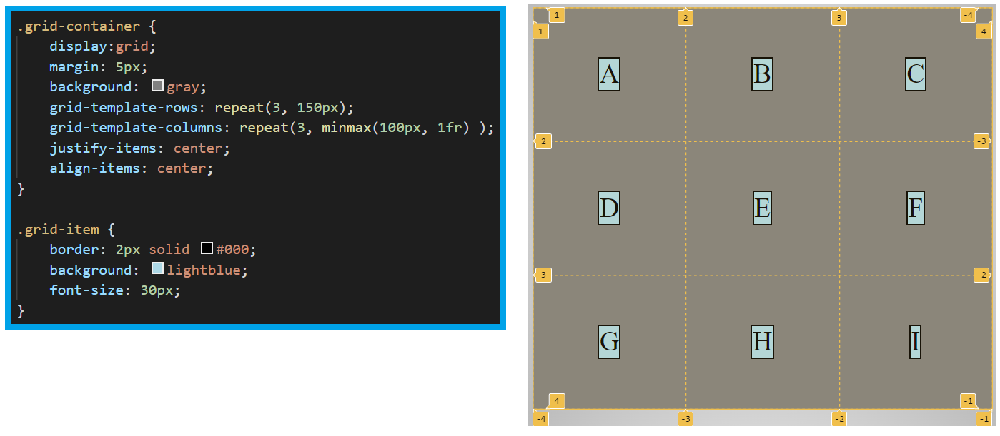 .grid-container {
    display:grid;
    margin: 5px;
    background: gray;
    grid-template-rows: repeat(3, 150px);
    grid-template-columns: repeat(3, minmax(100px, 1fr) );
    justify-items: center;
    align-items: center;
}
.grid-item {
    border: 2px solid #000;
    background: lightblue;
    font-size: 30px;
}
1 2 3 -4
1 4
A B C
2 -3
D E F
3 -2
G H I
4 -1
-4 -3 -2 -1